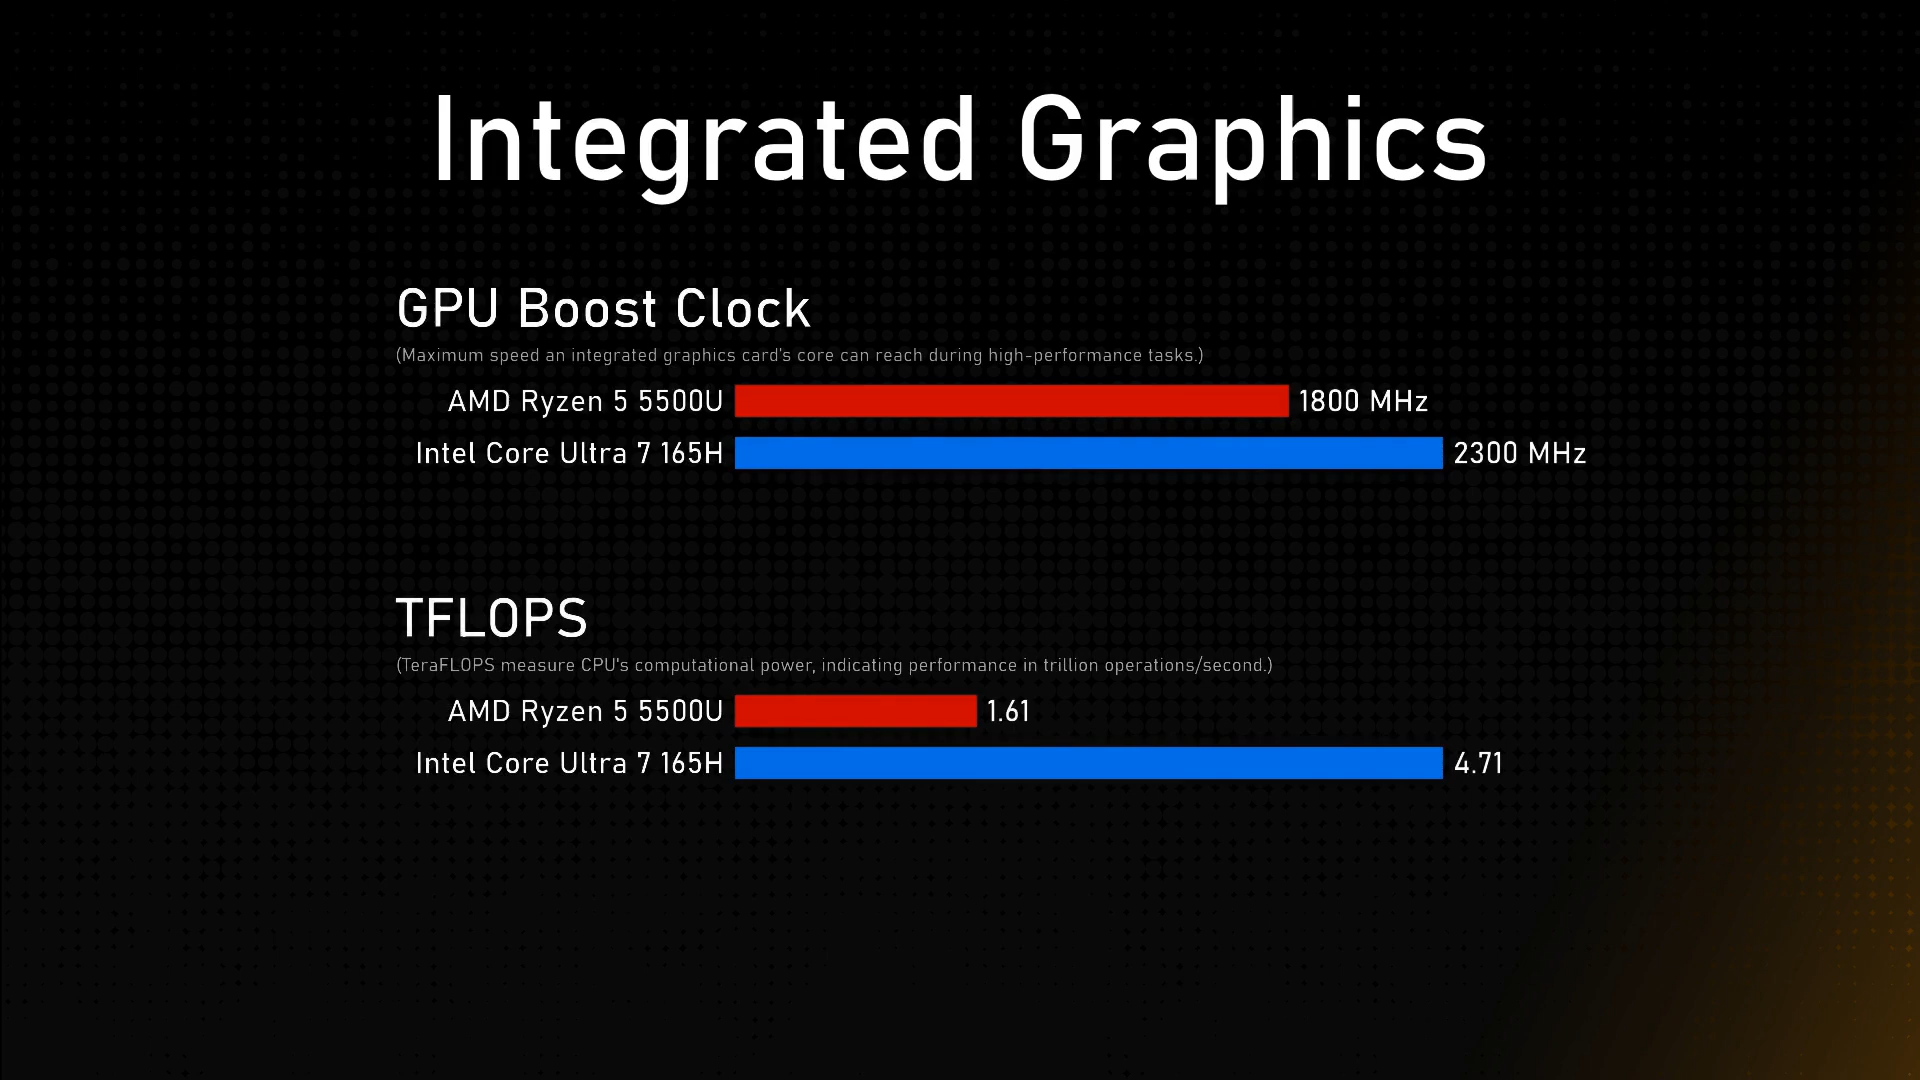 Integrated Graphics
GPU Boost Clock
(Maximum speed an integrated graphics card's core can reach during high-performance tasks.)
AMD Ryzen 5 5500U 1800 MHz
Intel Core Ultra 7 165H 2300 MHz
TFLOPS
(TeraFLOPS measure CPU's computational power, indicating performance in trillion operations/second.)
AMD Ryzen 5 5500U 1.61
Intel Core Ultra 7 165H 4.71